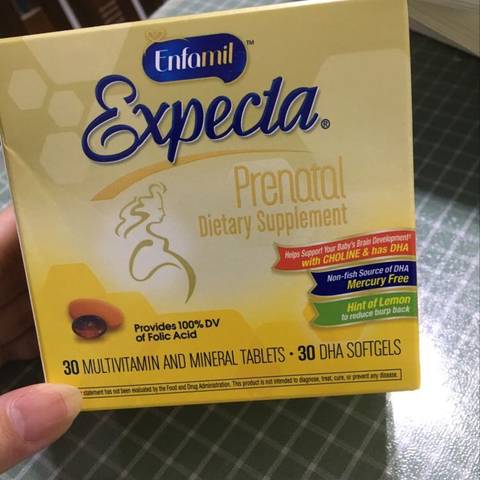 Enfamil™
Expecta®
Prenatal
Dietary Supplement
Helps Support Your Baby's Brain Development†
with CHOLINE & has DHA
Non-fish Source of DHA
Mercury Free
Hint of Lemon
to reduce burp back
Provides 100% DV
of Folic Acid
30 MULTIVITAMIN AND MINERAL TABLETS • 30 DHA SOFTGELS
statement has not been evaluated by the Food and Drug Administration. This product is not intended to diagnose, treat, cure, or prevent any disease.